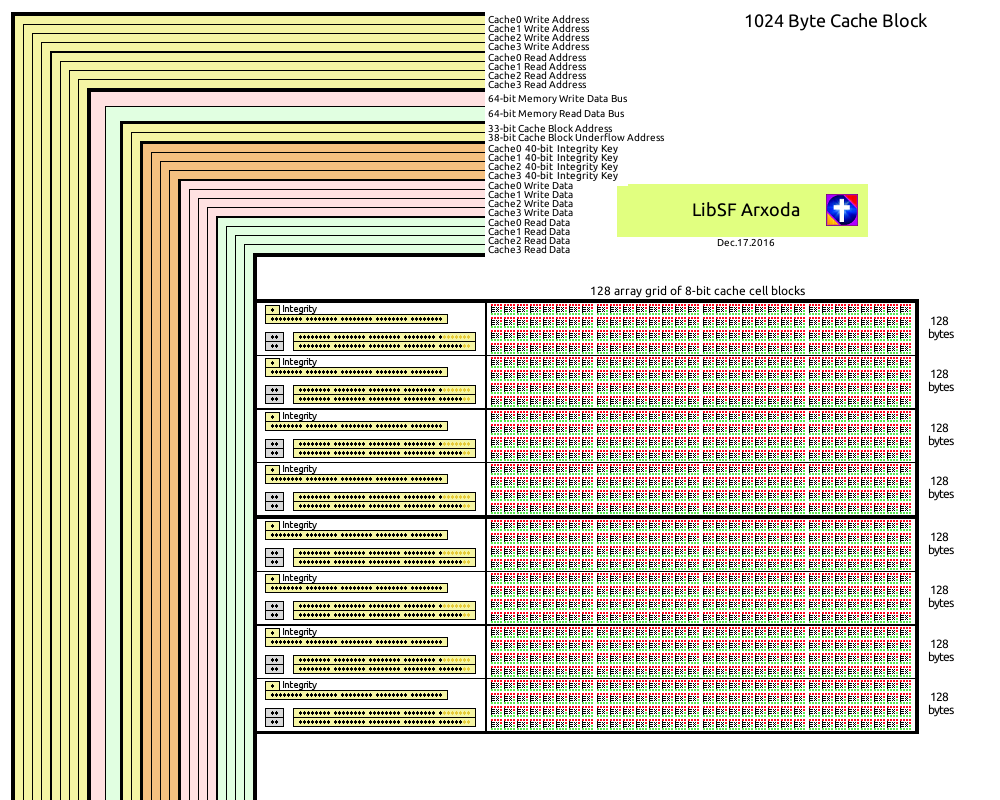 1024 Byte Cache Block
Cache0 Write Address
Cache1 Write Address
Cache2 Write Address
Cache3 Write Address
Cache0 Read Address
Cache1 Read Address
Cache2 Read Address
Cache3 Read Address
64-bit Memory Write Data Bus
64-bit Memory Read Data Bus
33-bit Cache Block Address
38-bit Cache Block Underflow Address
Cache0 40-bit Integrity Key
Cache1 40-bit Integrity Key
Cache2 40-bit Integrity Key
Cache3 40-bit Integrity Key
Cache0 Write Data
Cache1 Write Data
Cache2 Write Data
Cache3 Write Data
Cache0 Read Data
Cache1 Read Data
Cache2 Read Data
Cache3 Read Data
LibSF Arxoda
Dec.17.2016
128 array grid of 8-bit cache cell blocks
Integrity
128
bytes
Integrity
128
bytes
Integrity
128
bytes
Integrity
128
bytes
Integrity
128
bytes
Integrity
128
bytes
Integrity
128
bytes
Integrity
128
bytes